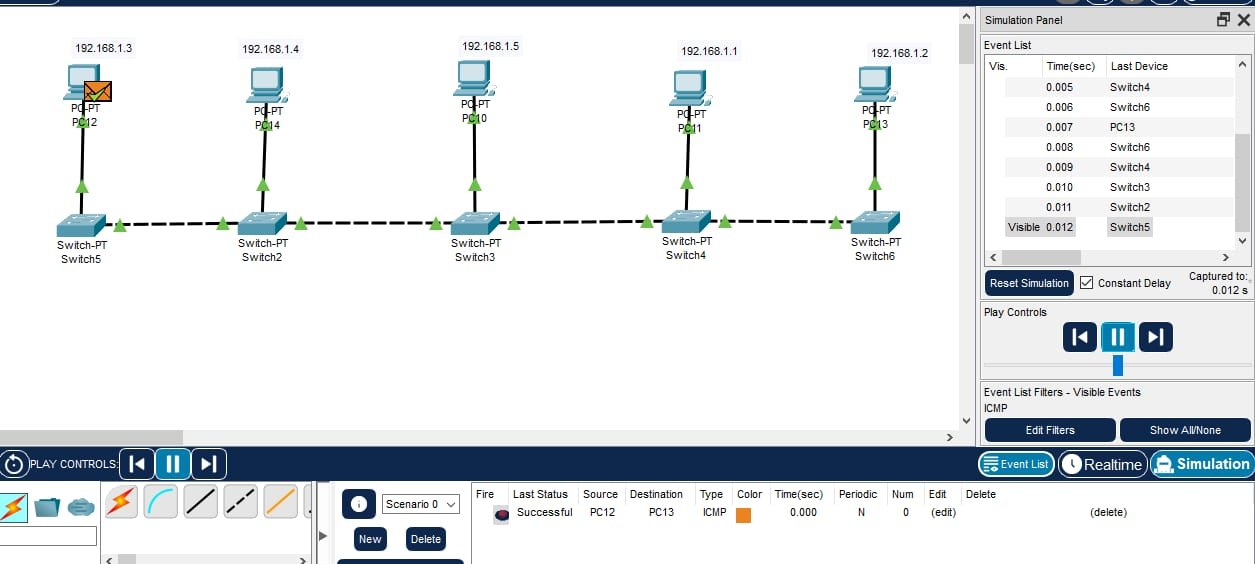 Simulation Panel
Event List
Vis. Time(sec) Last Device
0.005 Switch4
0.006 Switch6
0.007 PC13
0.008 Switch6
0.009 Switch4
0.010 Switch3
0.011 Switch2
Visible 0.012 Switch5
Reset Simulation Constant Delay Captured to:
0.012 s
Play Controls
Event List Filters - Visible Events
ICMP
Edit Filters Show All/None
192.168.1.3 192.168.1.4 192.168.1.5 192.168.1.1 192.168.1.2
PC-PT PC-PT PC-PT PC-PT PC-PT
PC12 PC14 PC10 PC11 PC13
Switch-PT Switch-PT Switch-PT Switch-PT Switch-PT
Switch5 Switch2 Switch3 Switch4 Switch6
PLAY CONTROLS: Event List Realtime Simulation
Scenario 0
New Delete
Fire Last Status Source Destination Type Color Time(sec) Periodic Num Edit Delete
Successful PC12 PC13 ICMP 0.000 N 0 (edit) (delete)